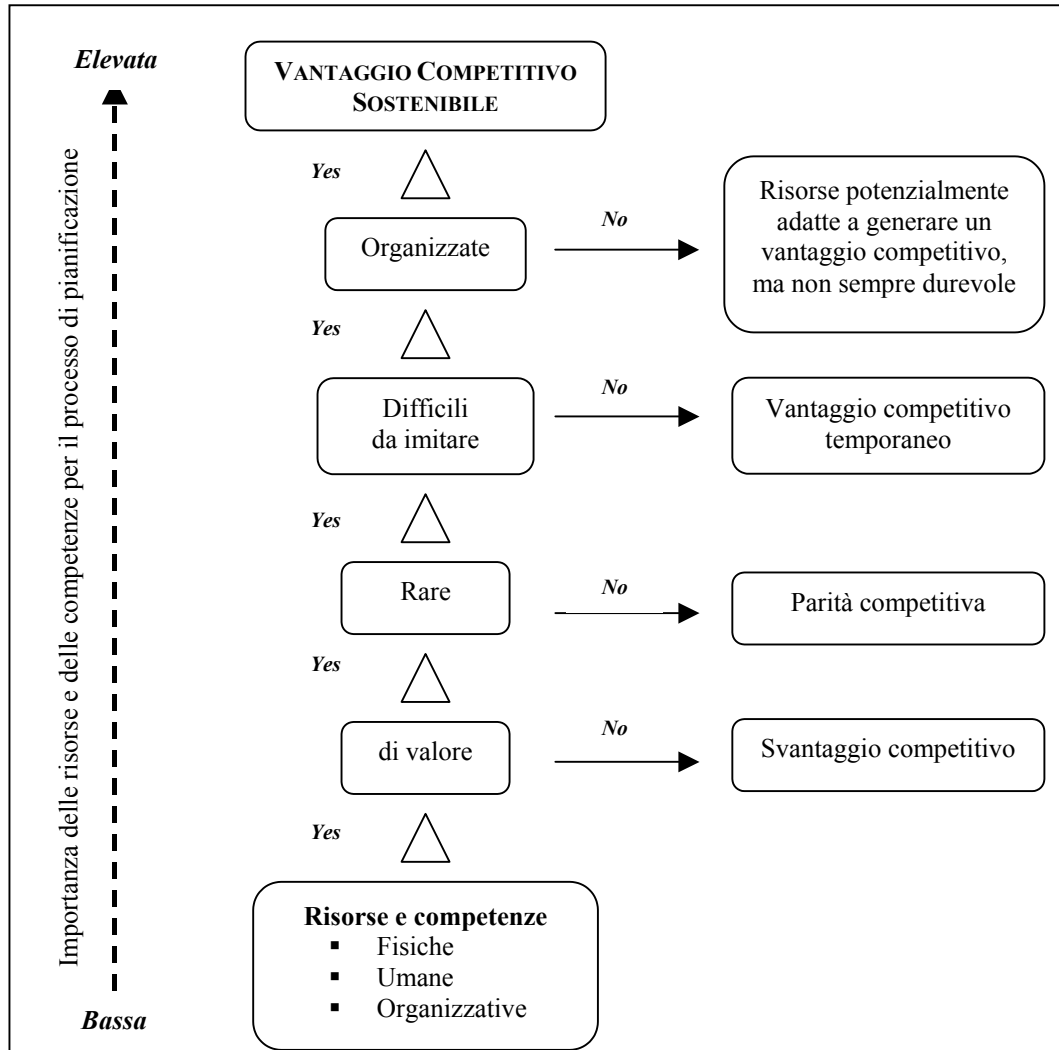 Elevata
VANTAGGIO COMPETITIVO
SOSTENIBILE
Yes
Organizzate
No
Risorse potenzialmente
adatte a generare un
vantaggio competitivo,
ma non sempre durevole
Yes
Difficili
da imitare
No
Vantaggio competitivo
temporaneo
Yes
Rare
No
Parità competitiva
Yes
di valore
No
Svantaggio competitivo
Yes
Risorse e competenze
▪ Fisiche
▪ Umane
▪ Organizzative
Bassa
Importanza delle risorse e delle competenze per il processo di pianificazione